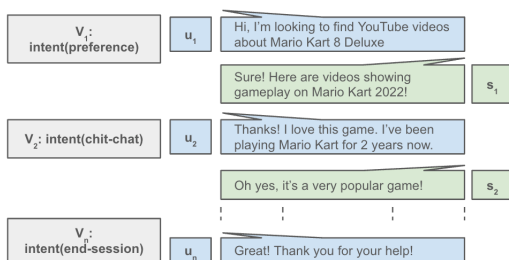 V1:
intent(preference)
u1
Hi, I'm looking to find YouTube videos
about Mario Kart 8 Deluxe
Sure! Here are videos showing
gameplay on Mario Kart 2022!
s1
V2: intent(chit-chat)
u2
Thanks! I love this game. I've been
playing Mario Kart for 2 years now.
Oh yes, it's a very popular game!
s2
Vn:
intent(end-session)
un
Great! Thank you for your help!